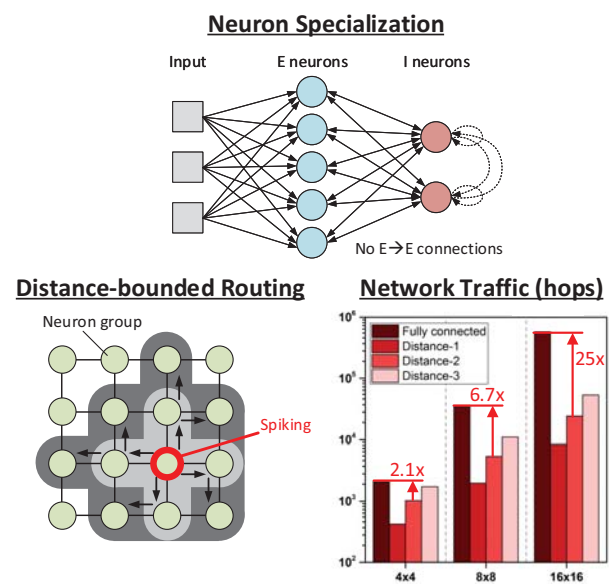 Neuron Specialization
Input
E neurons
I neurons
No E→E connections
Distance-bounded Routing
Neuron group
Spiking
Network Traffic (hops)
10⁶
10⁵
10⁴
10³
10²
Fully connected
Distance-1
Distance-2
Distance-3
2.1x
6.7x
25x
4x4
8x8
16x16